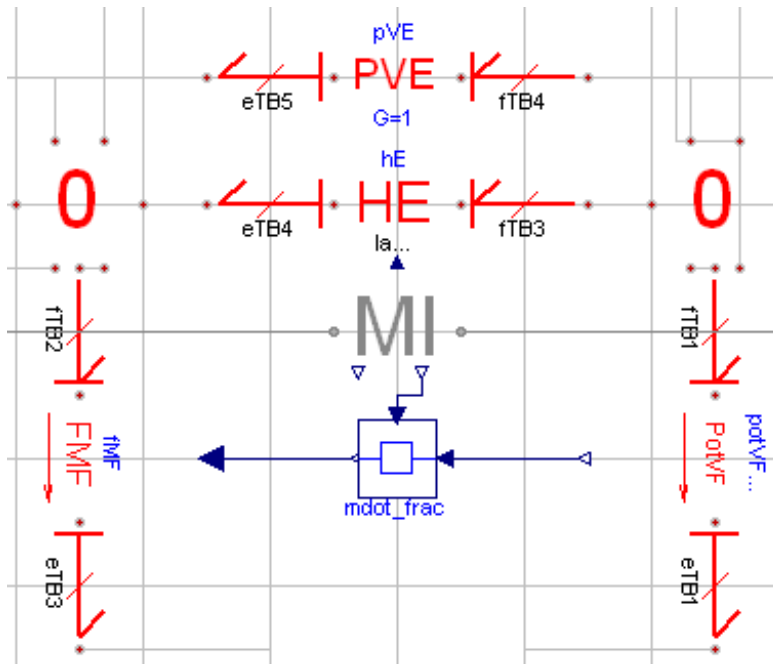 pVE
PVE
eTB5
fTB4
G=1
hE
0
HE
0
eTB4
fTB3
la...
MI
fTB2
fTB1
FMF
fMF
PotVF
potVF...
mdot_frac
eTB3
eTB1